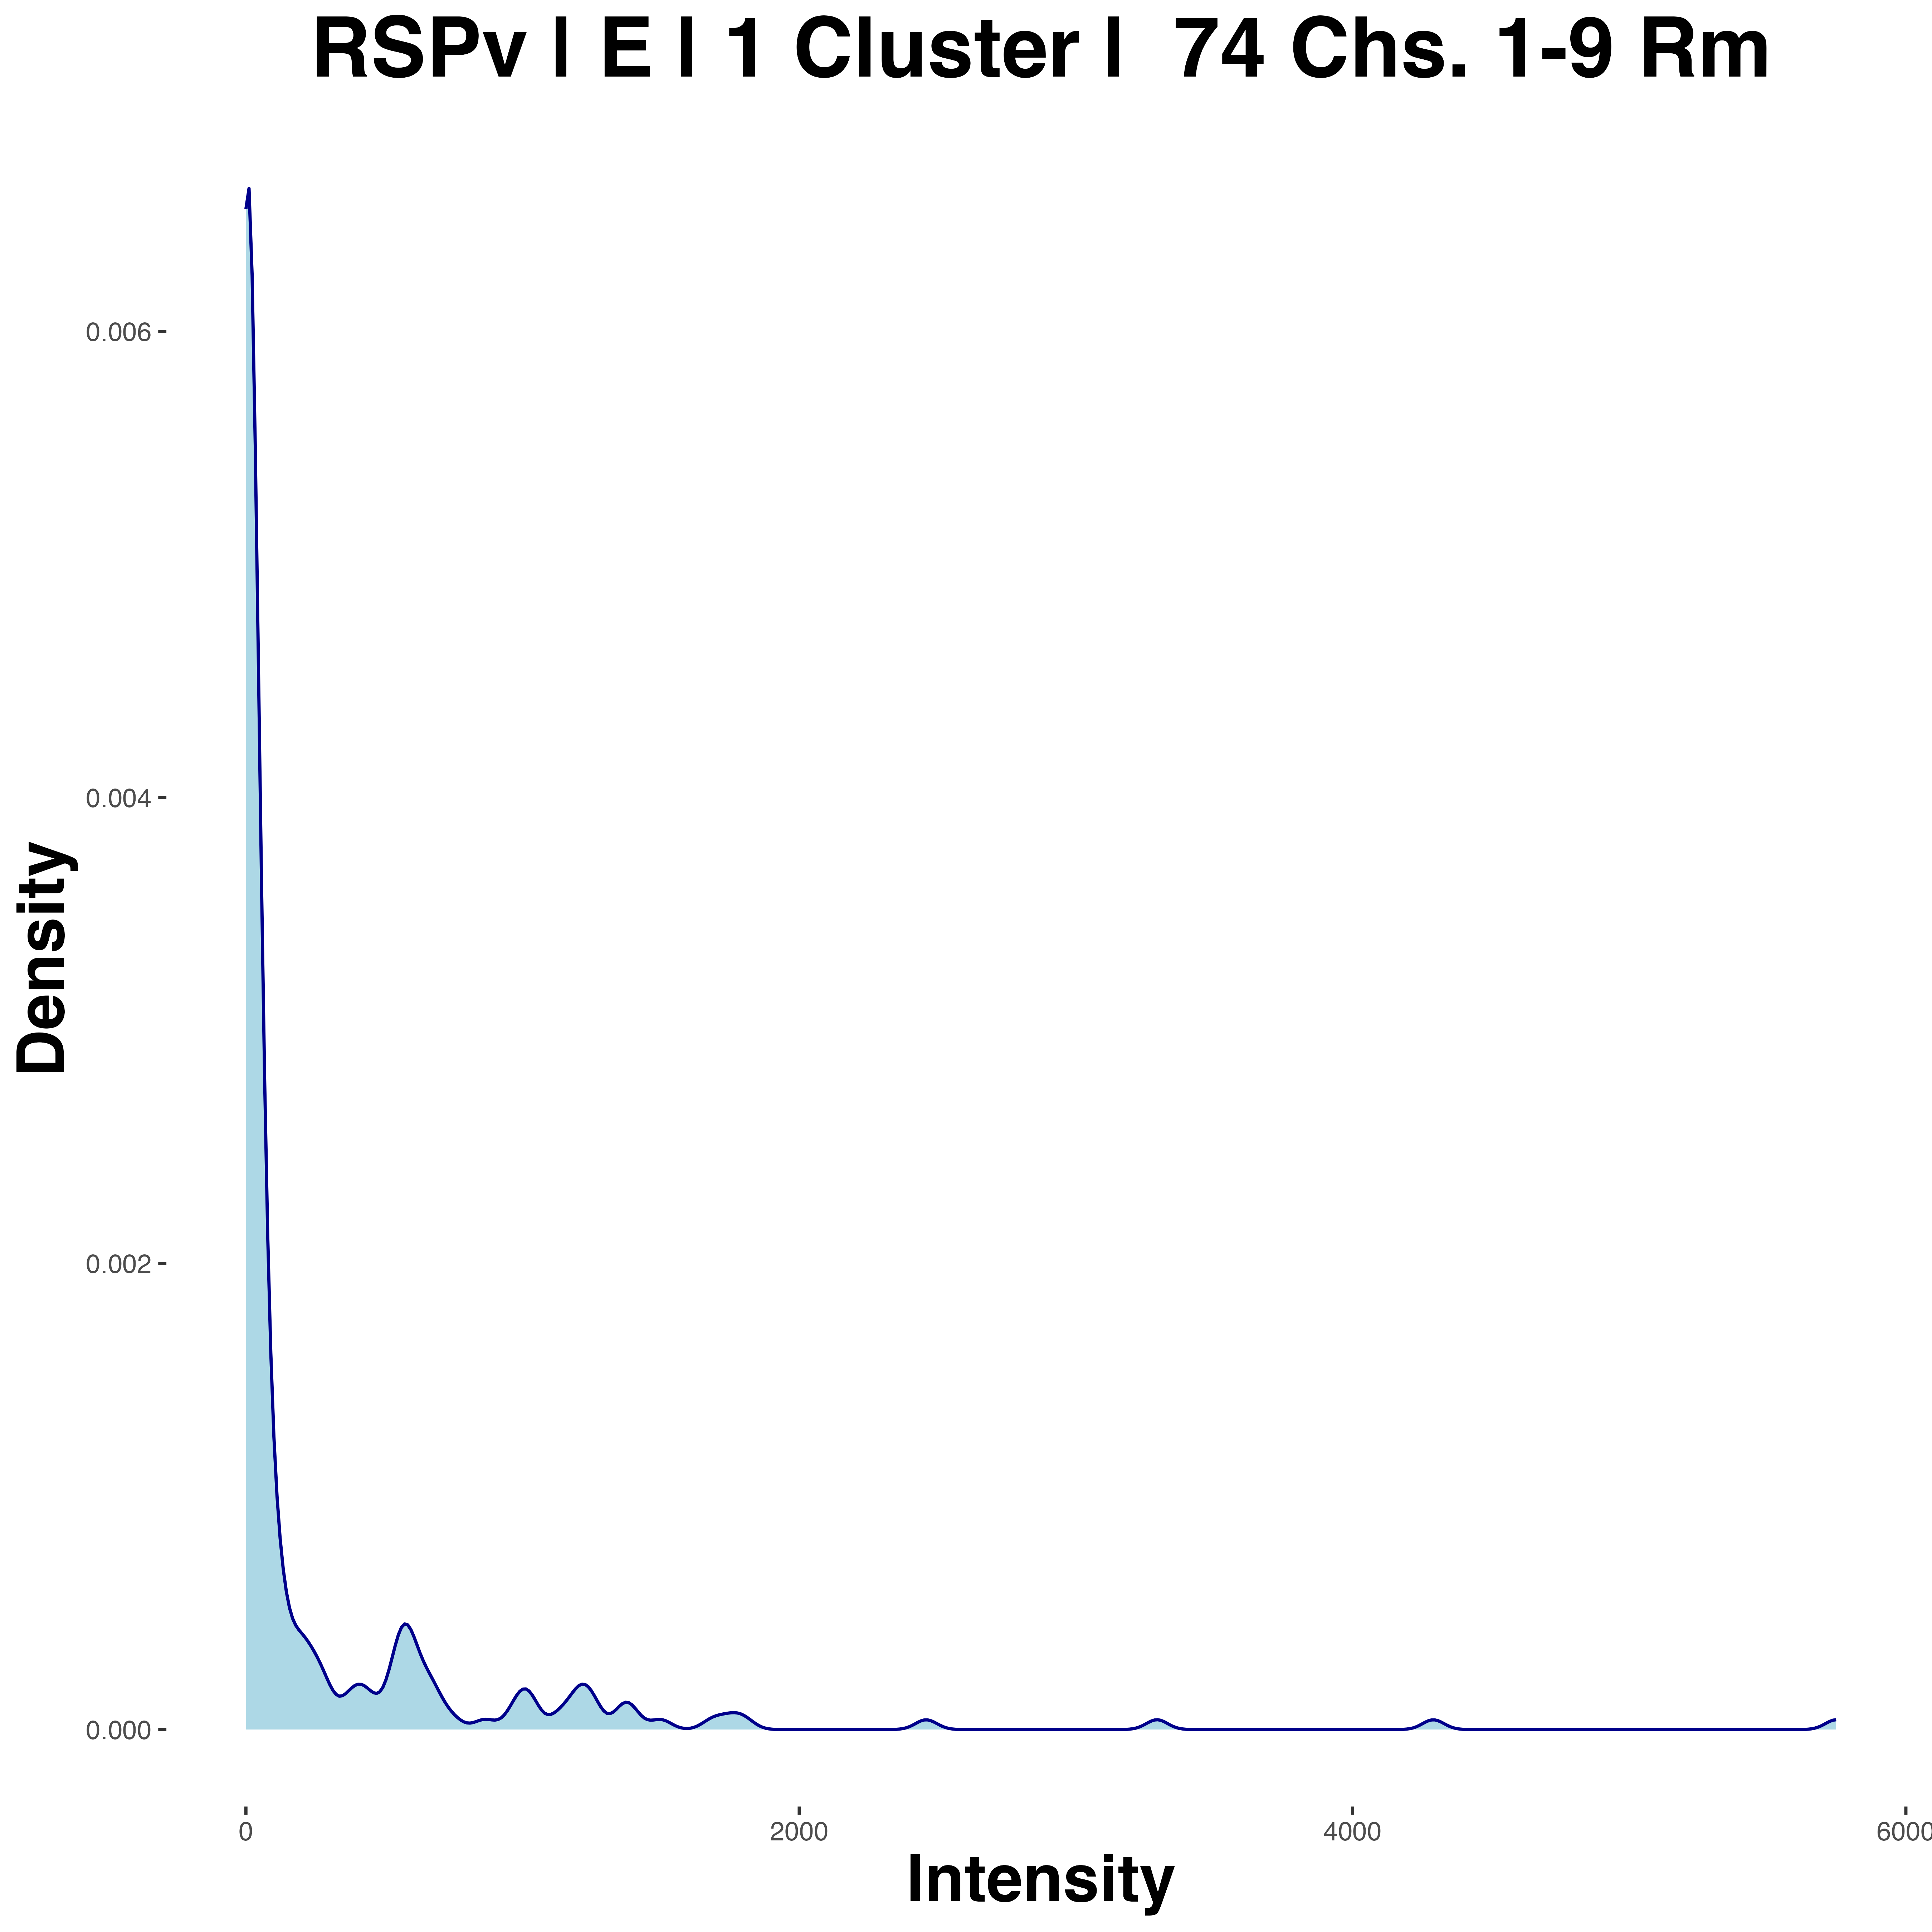 RSPv | E | 1 Cluster |  74 Chs. 1-9 Rm
Density
0.006
0.004
0.002
0.000
0
2000
4000
6000
Intensity